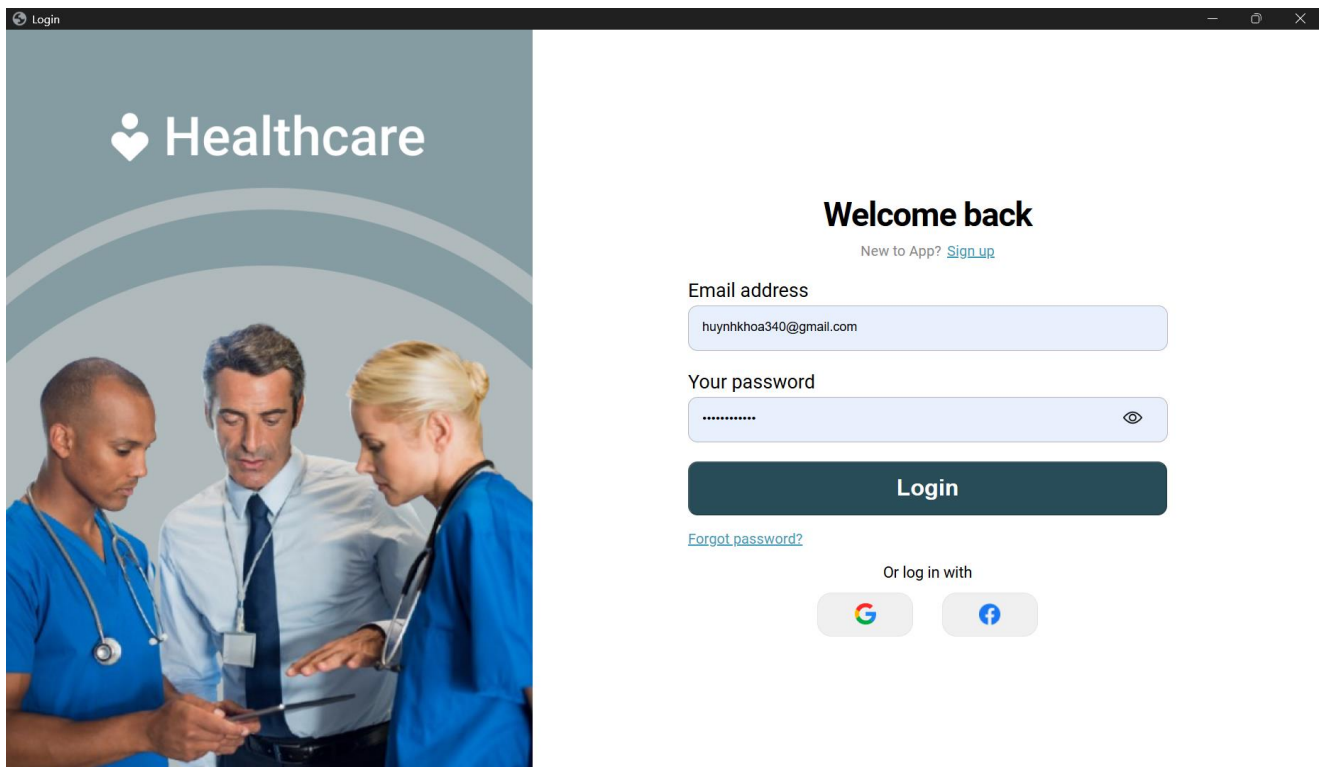 Login
Healthcare
Welcome back
New to App? Sign up
Email address
huynhkhoa340@gmail.com
Your password
••••••••••••
Login
Forgot password?
Or log in with